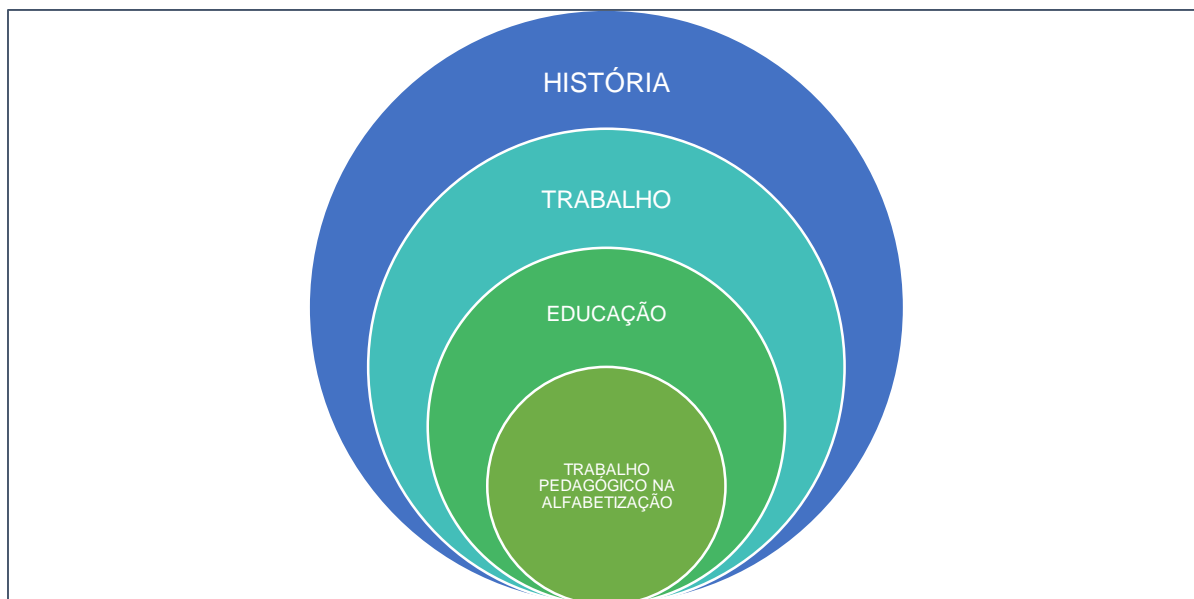 HISTÓRIA
TRABALHO
EDUCAÇÃO
TRABALHO
PEDAGÓGICO NA
ALFABETIZAÇÃO